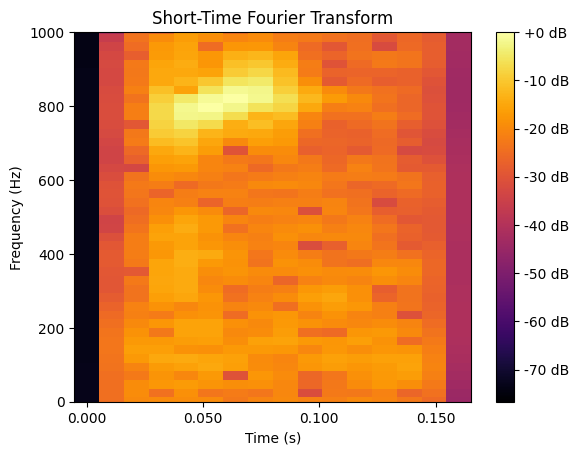 Short-Time Fourier Transform
1000
800
600
400
200
0
Frequency (Hz)
0.000
0.050
0.100
0.150
Time (s)
+0 dB
-10 dB
-20 dB
-30 dB
-40 dB
-50 dB
-60 dB
-70 dB